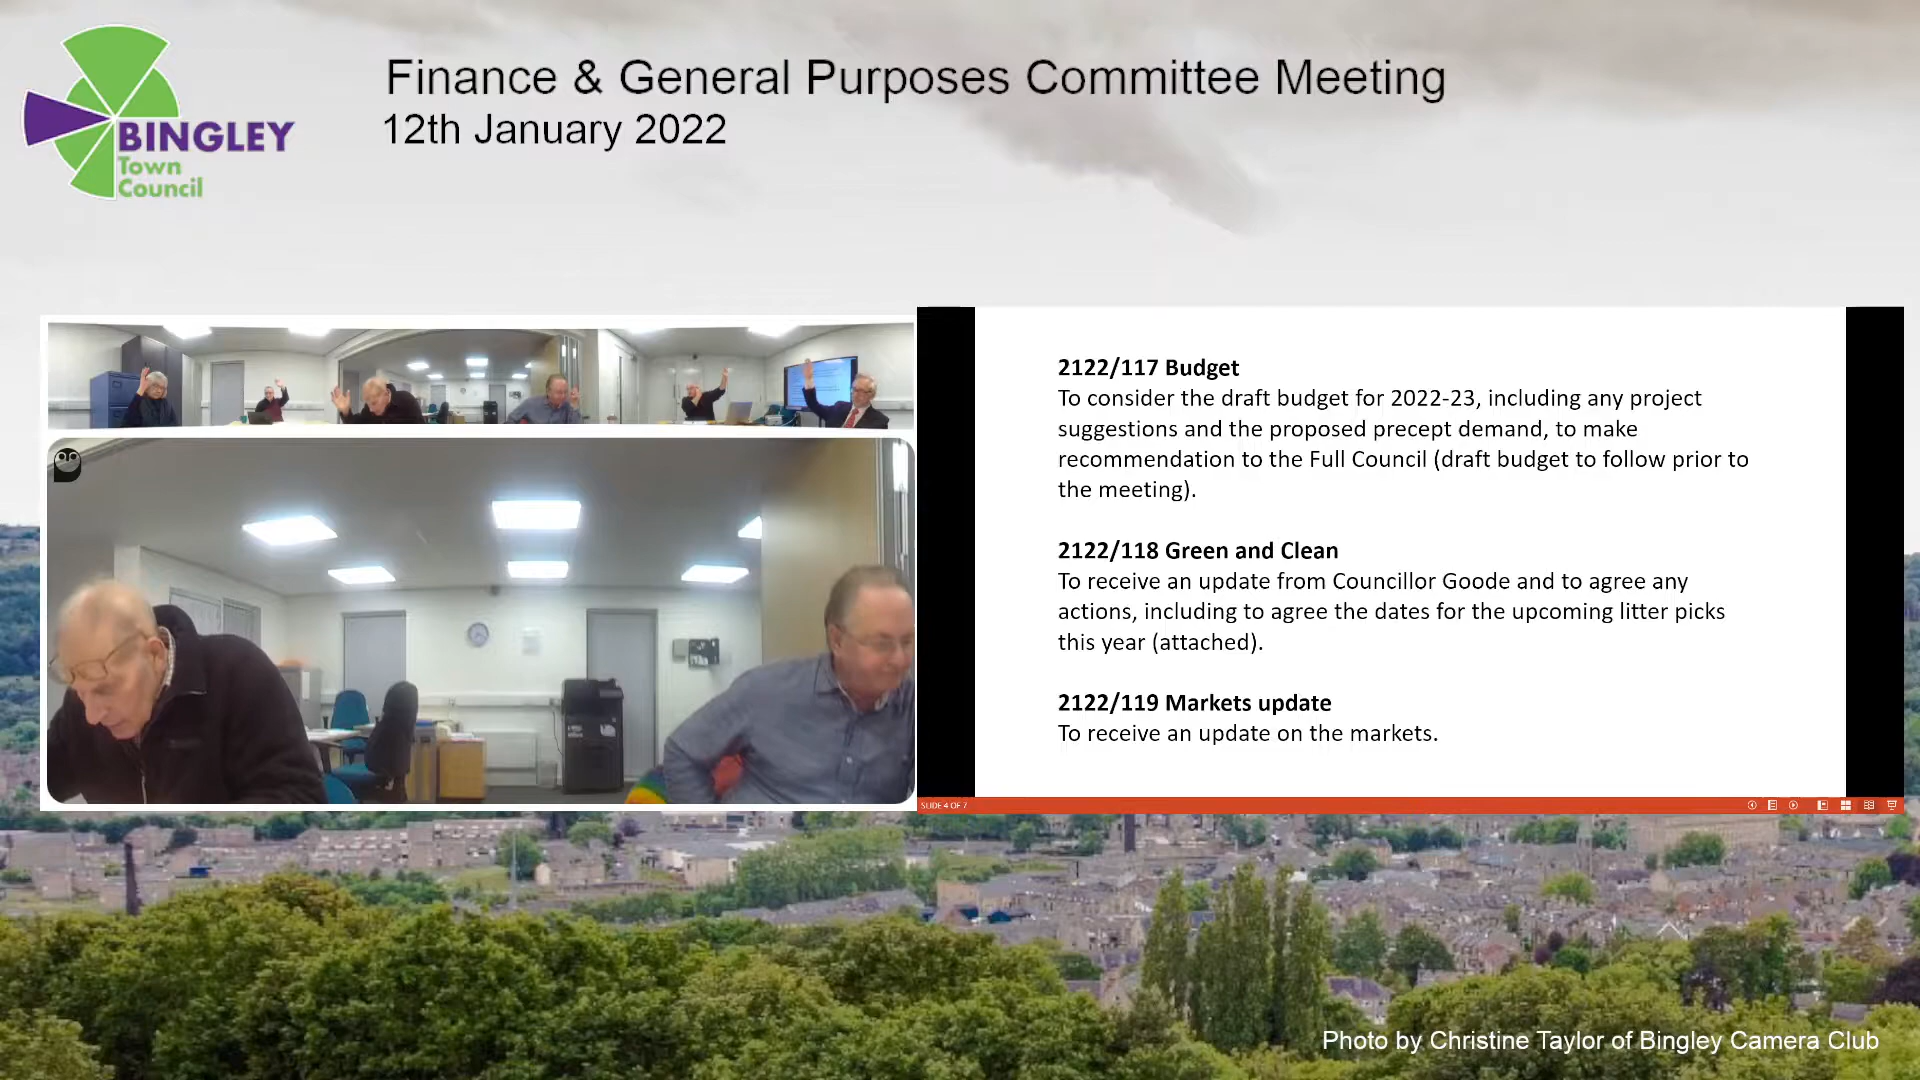 BINGLEY
Town
Council
Finance & General Purposes Committee Meeting
12th January 2022
2122/117 Budget
To consider the draft budget for 2022-23, including any project
suggestions and the proposed precept demand, to make
recommendation to the Full Council (draft budget to follow prior to
the meeting).
2122/118 Green and Clean
To receive an update from Councillor Goode and to agree any
actions, including to agree the dates for the upcoming litter picks
this year (attached).
2122/119 Markets update
To receive an update on the markets.
SLIDE 4 OF 7
Photo by Christine Taylor of Bingley Camera Club